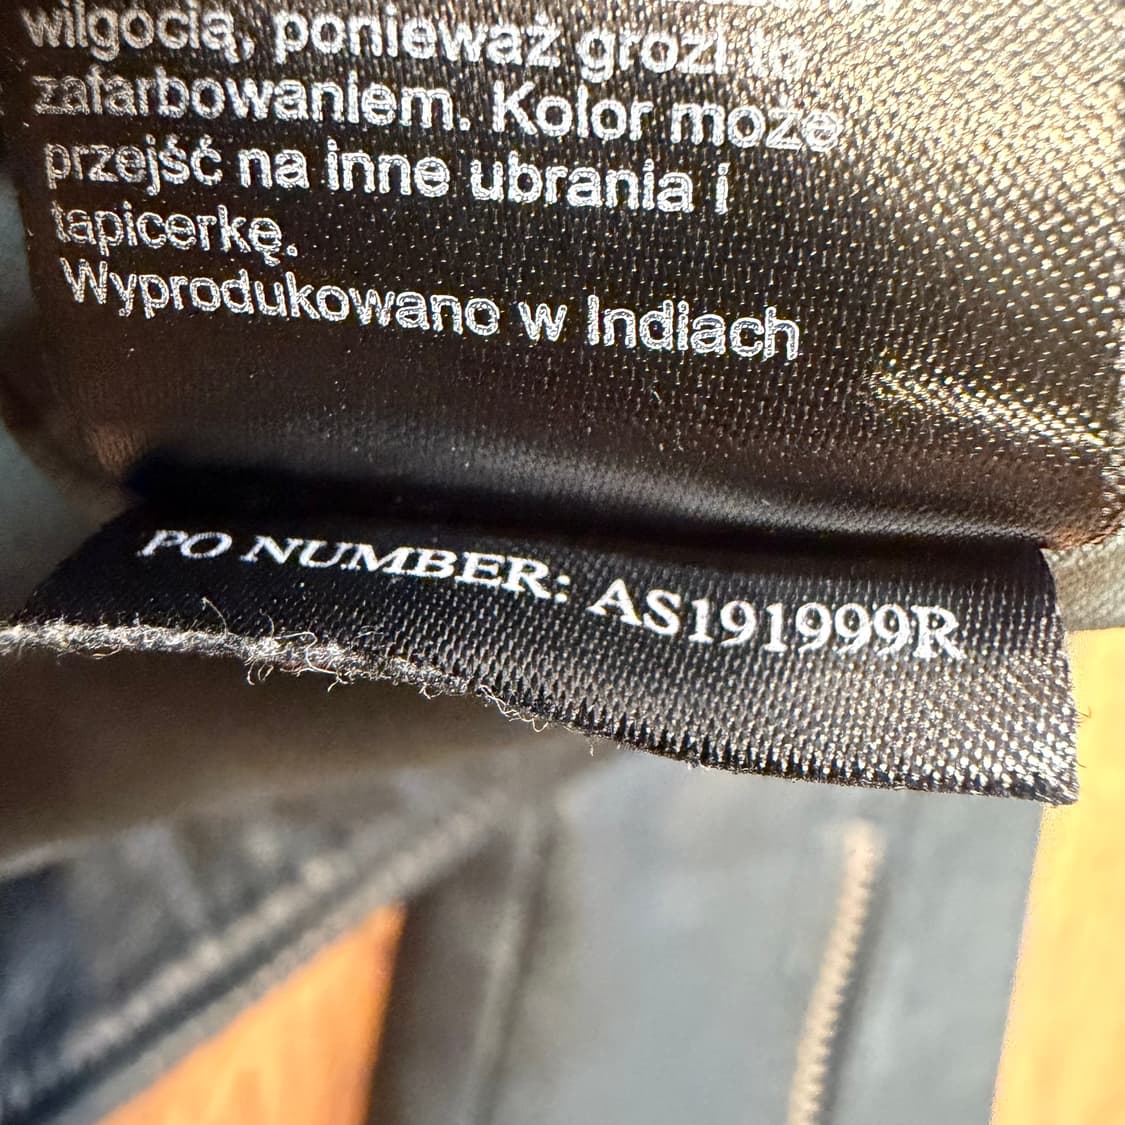 wilgocią, ponieważ grozi to
zafarbowaniem. Kolor może
przejść na inne ubrania i
tapicerkę.
Wyprodukowano w Indiach
PO NUMBER: AS191999R